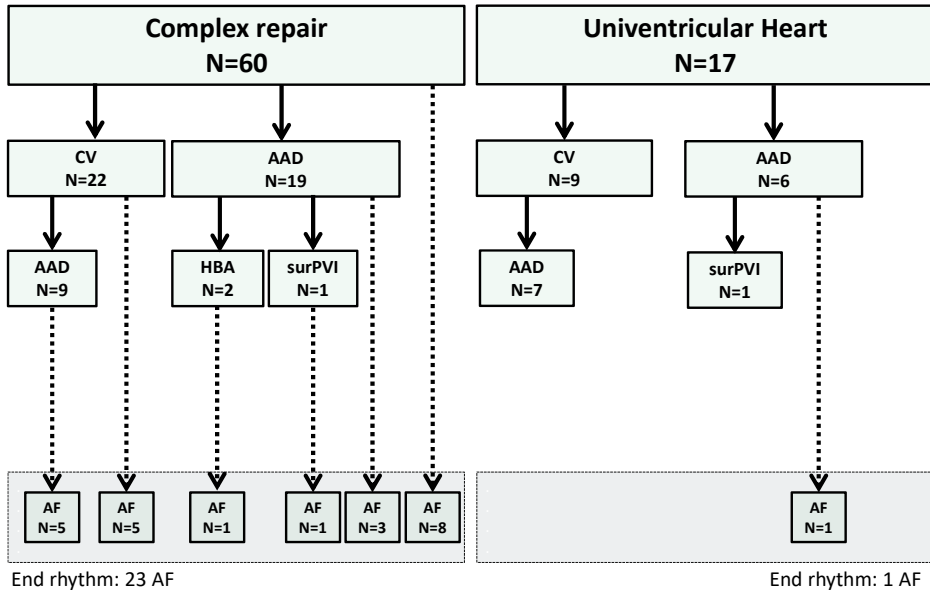 Complex repair
N=60
Univentricular Heart
N=17
CV
N=22
AAD
N=19
CV
N=9
AAD
N=6
AAD
N=9
HBA
N=2
surPVI
N=1
AAD
N=7
surPVI
N=1
AF
N=5
AF
N=5
AF
N=1
AF
N=1
AF
N=3
AF
N=8
AF
N=1
End rhythm: 23 AF
End rhythm: 1 AF